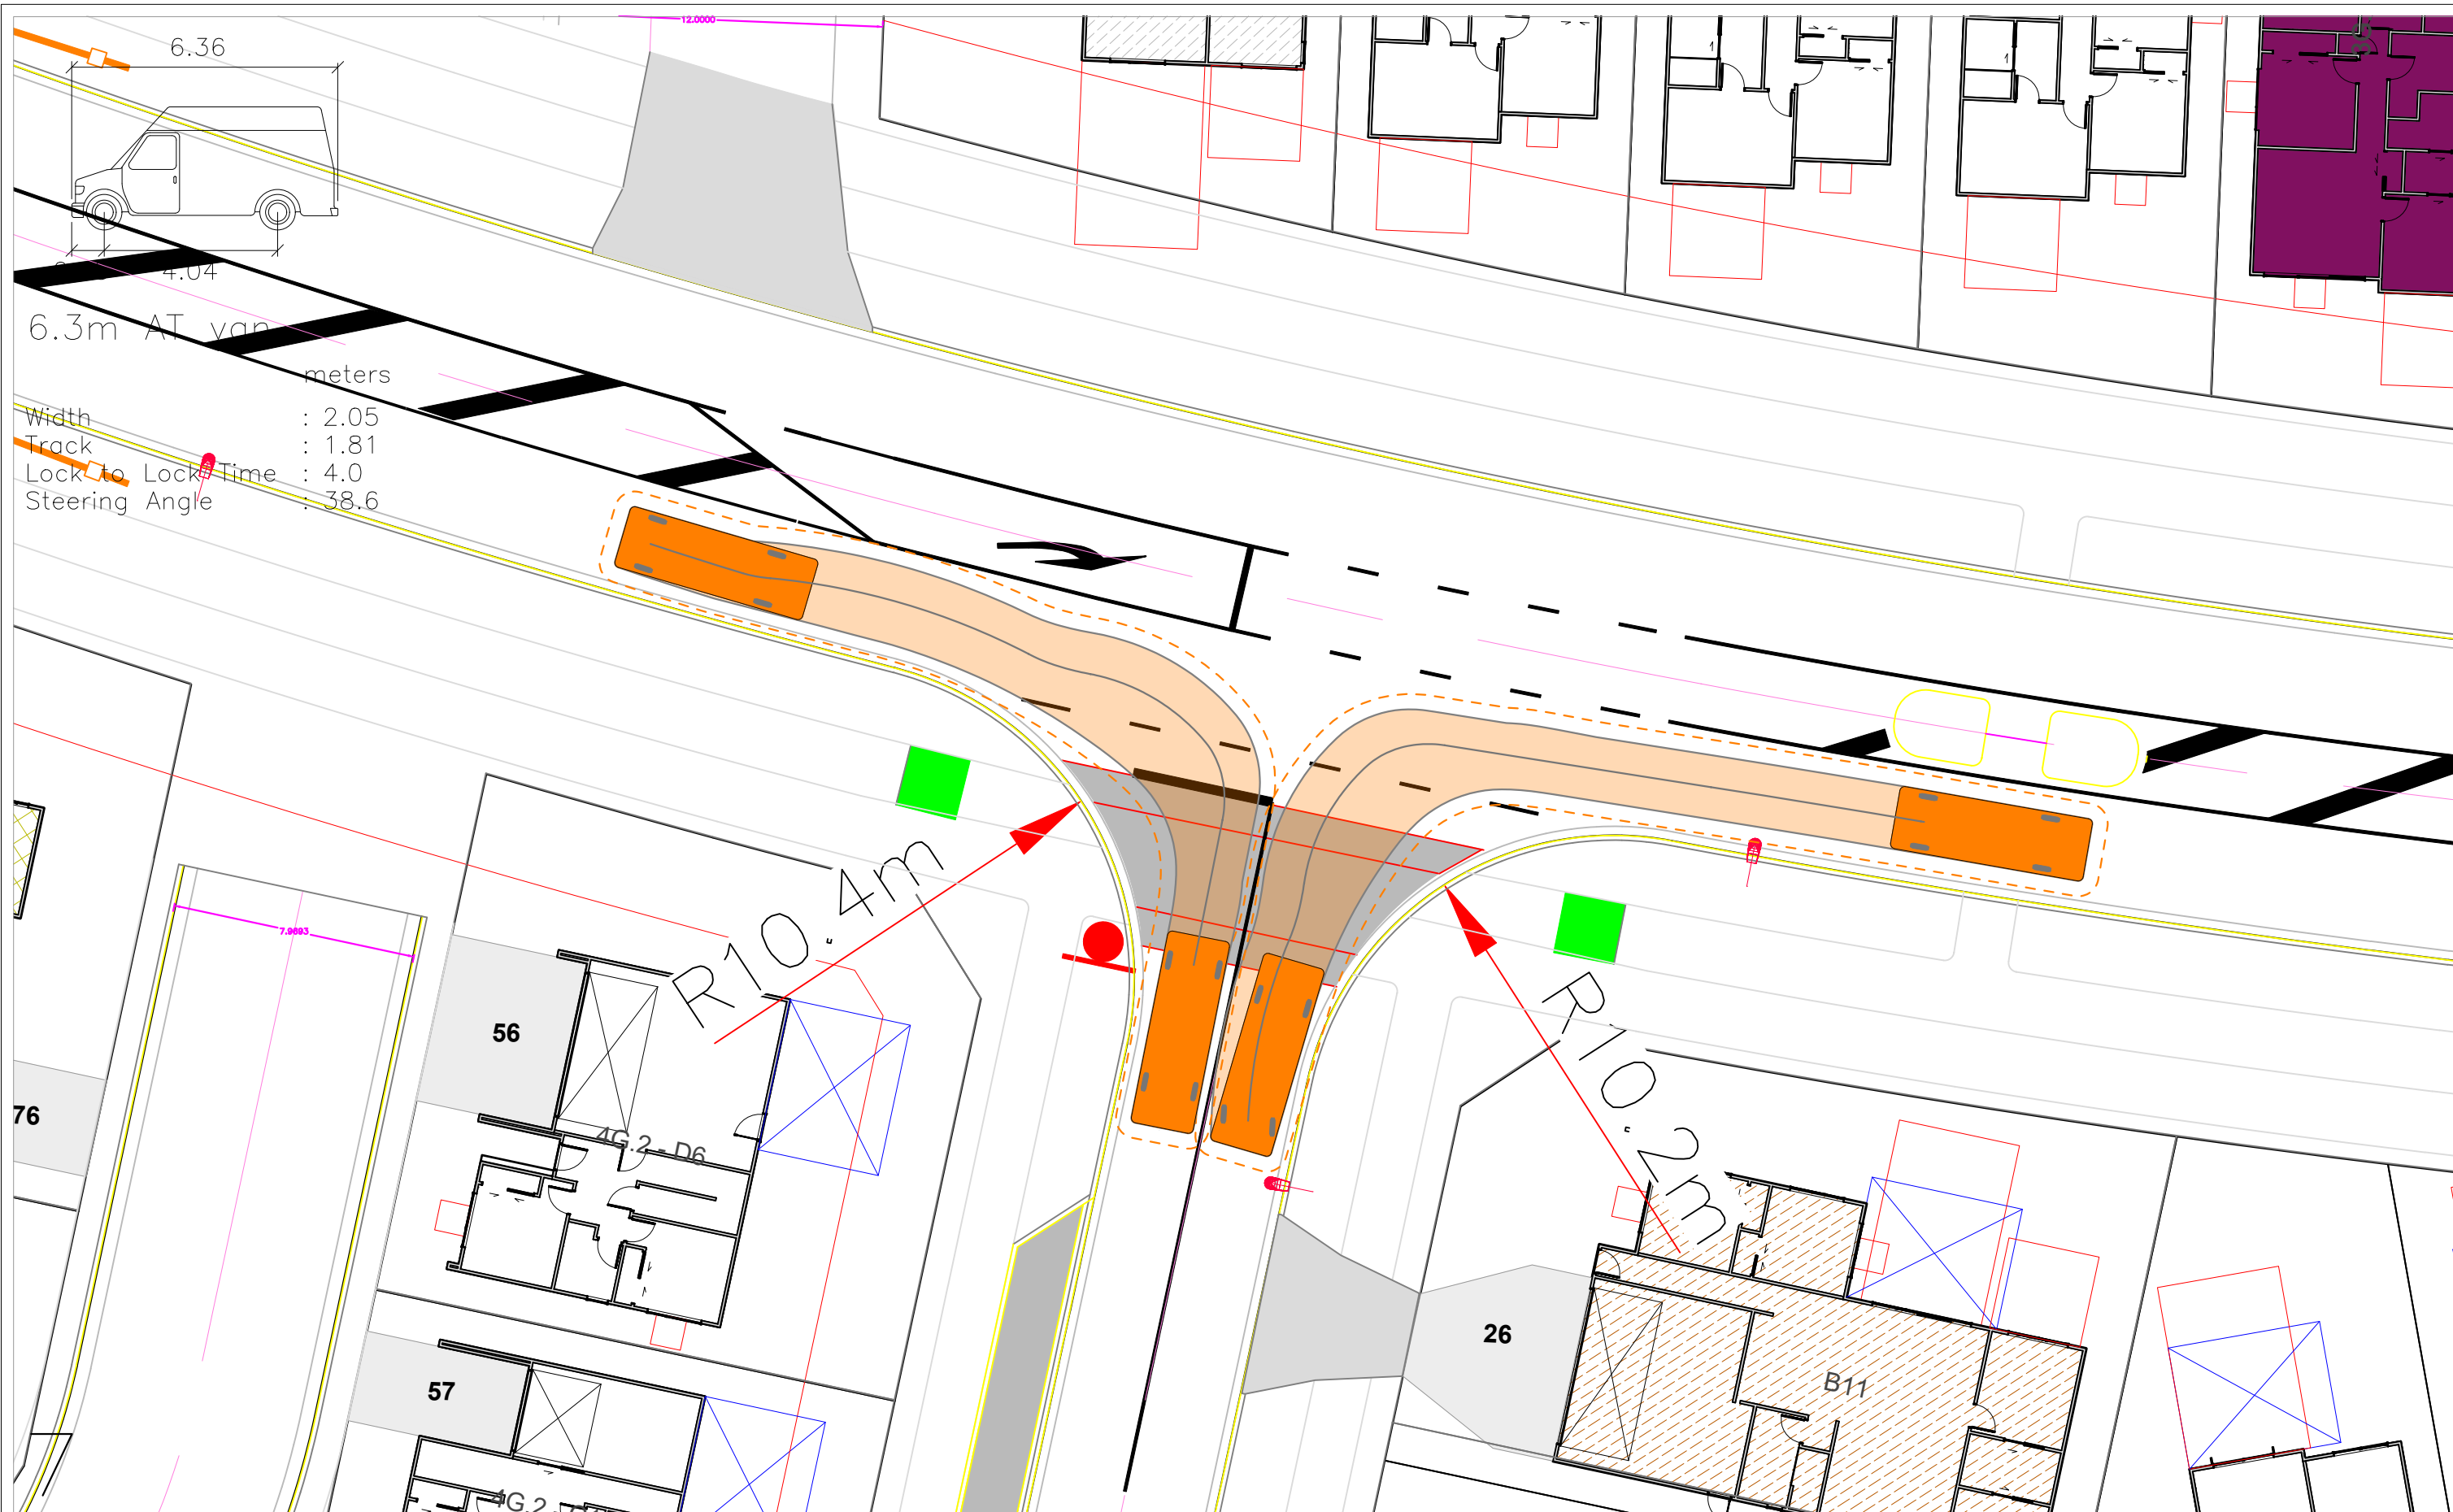 12.0000
6.36
4.04
6.3m AT van
meters
Width : 2.05
Track : 1.81
Lock to Lock Time : 4.0
Steering Angle : 38.6
R10.4m
7.9693
56
R10.2m
76
4G.2 - D6
26
57
B11
4G.2 -